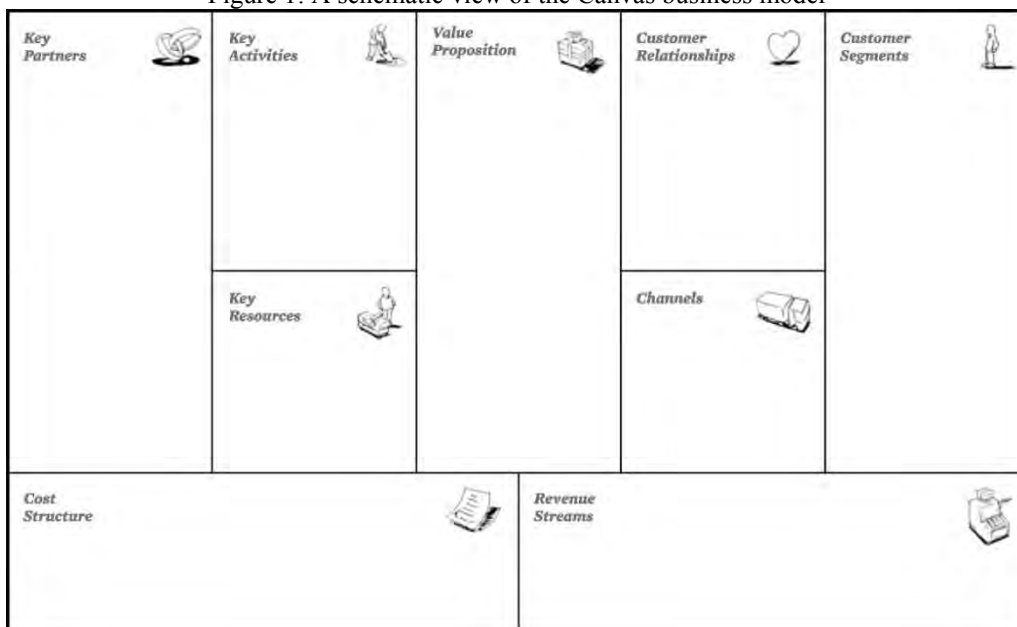 Figure 1: A schematic view of the Canvas business model
Key
Partners
Key
Activities
Value
Proposition
Customer
Relationships
Customer
Segments
Key
Resources
Channels
Cost
Structure
Revenue
Streams